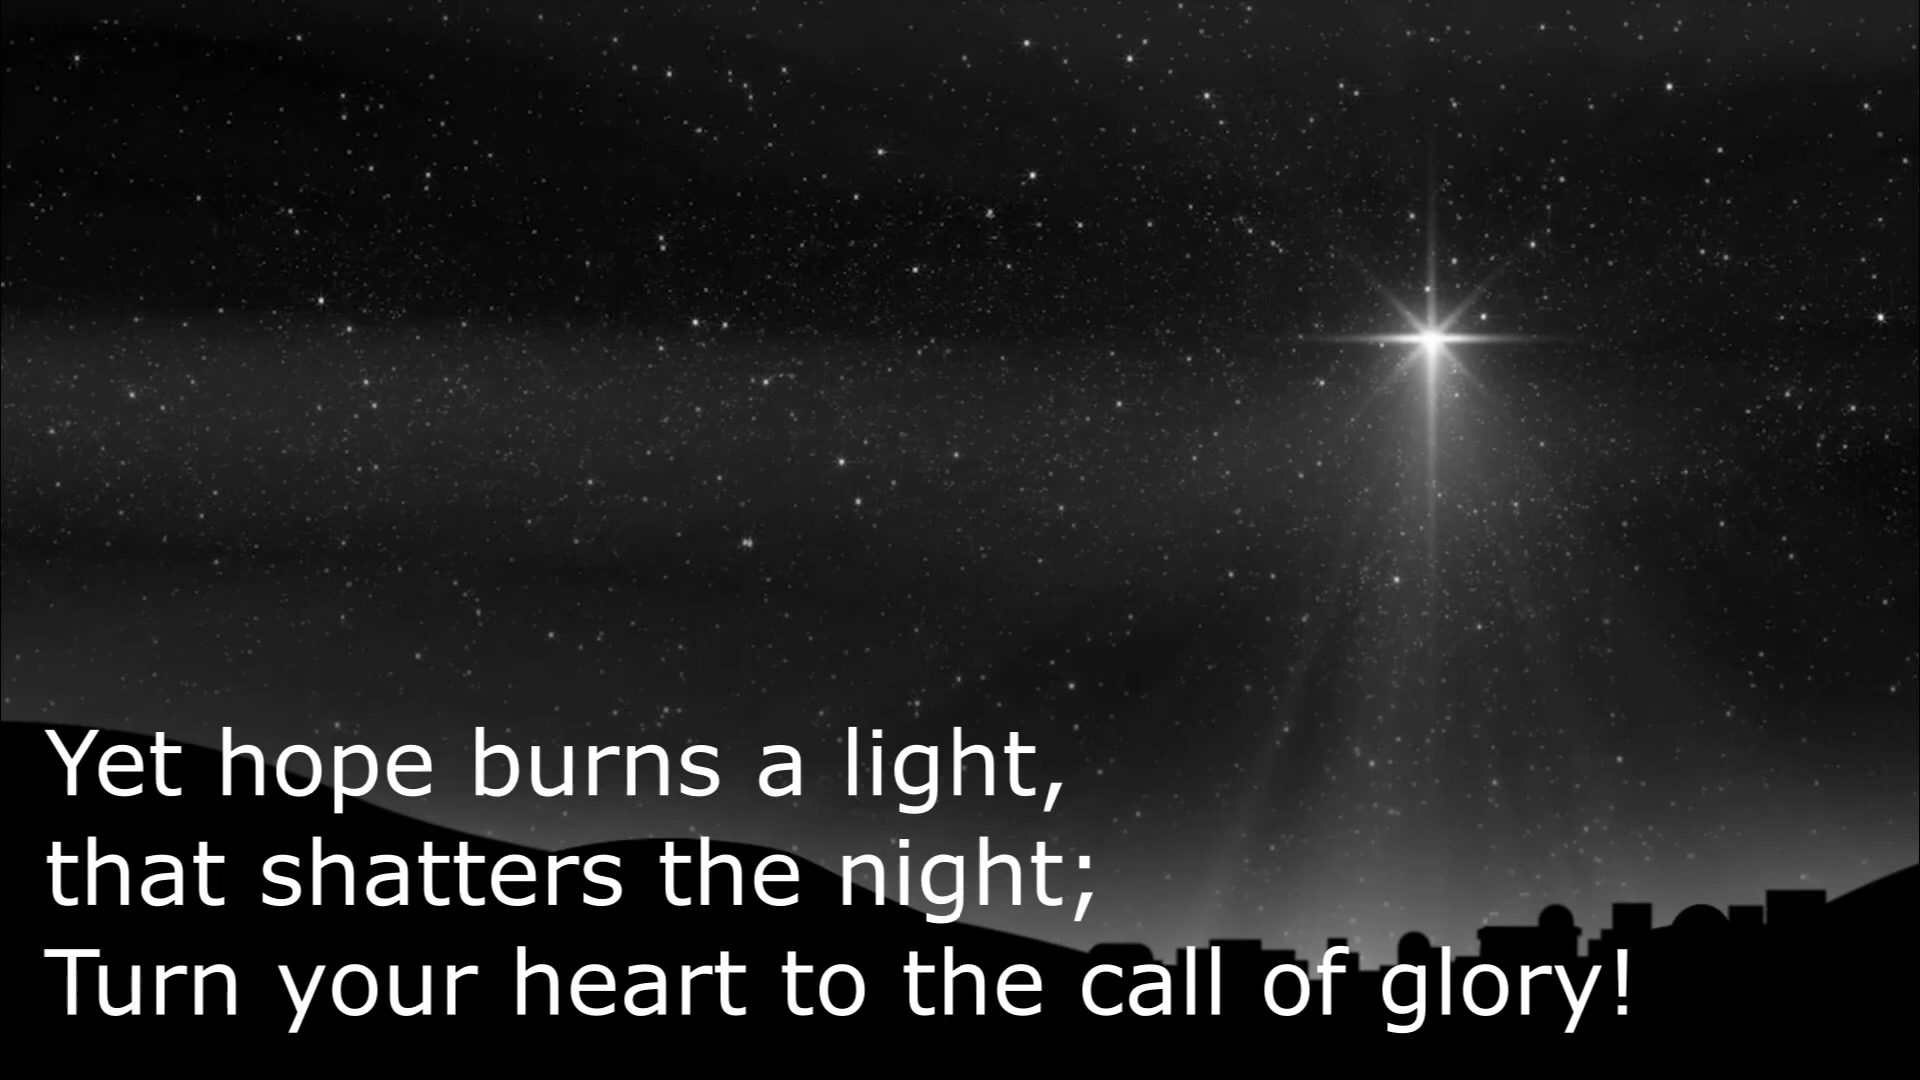 Yet hope burns a light,
that shatters the night;
Turn your heart to the call of glory!